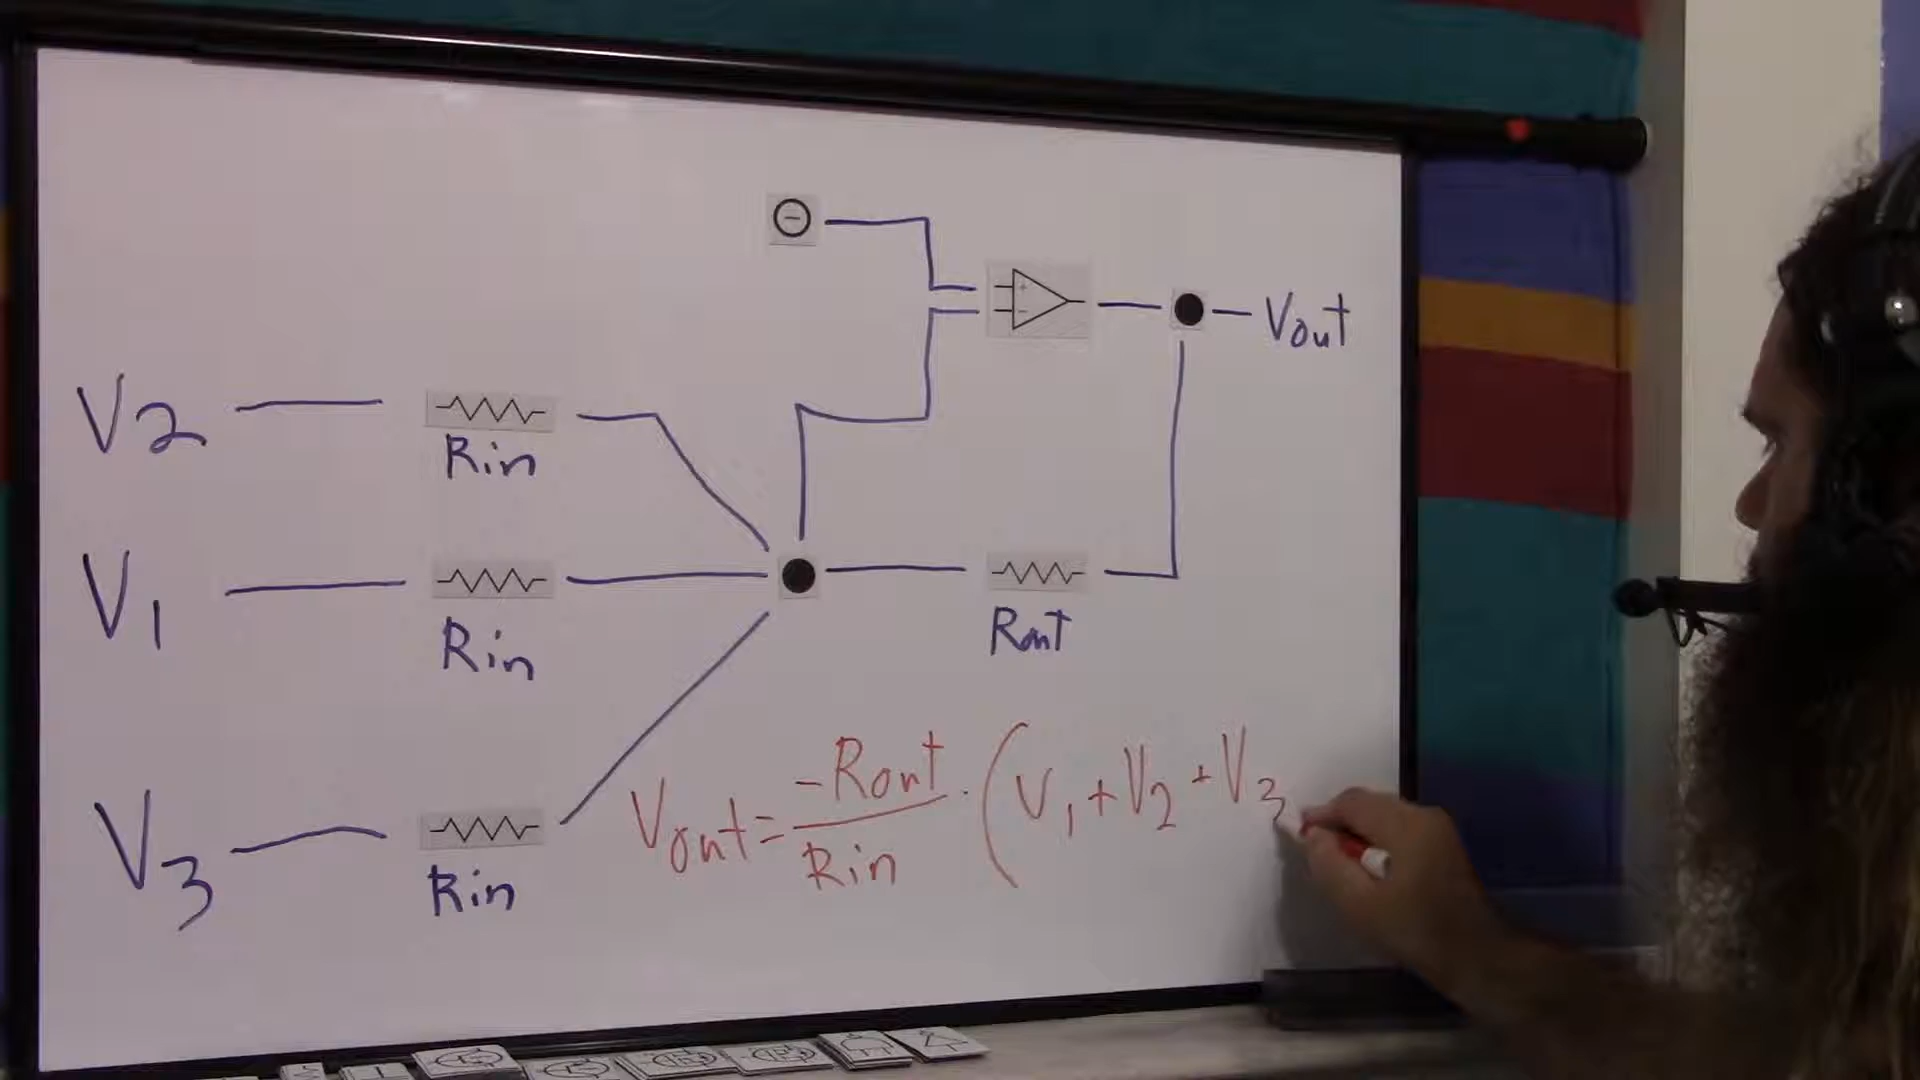 Vout
V2
Rin
V1
Rin
Rout
V3
Rin
Vout = -Rout/Rin · (V1 + V2 + V3